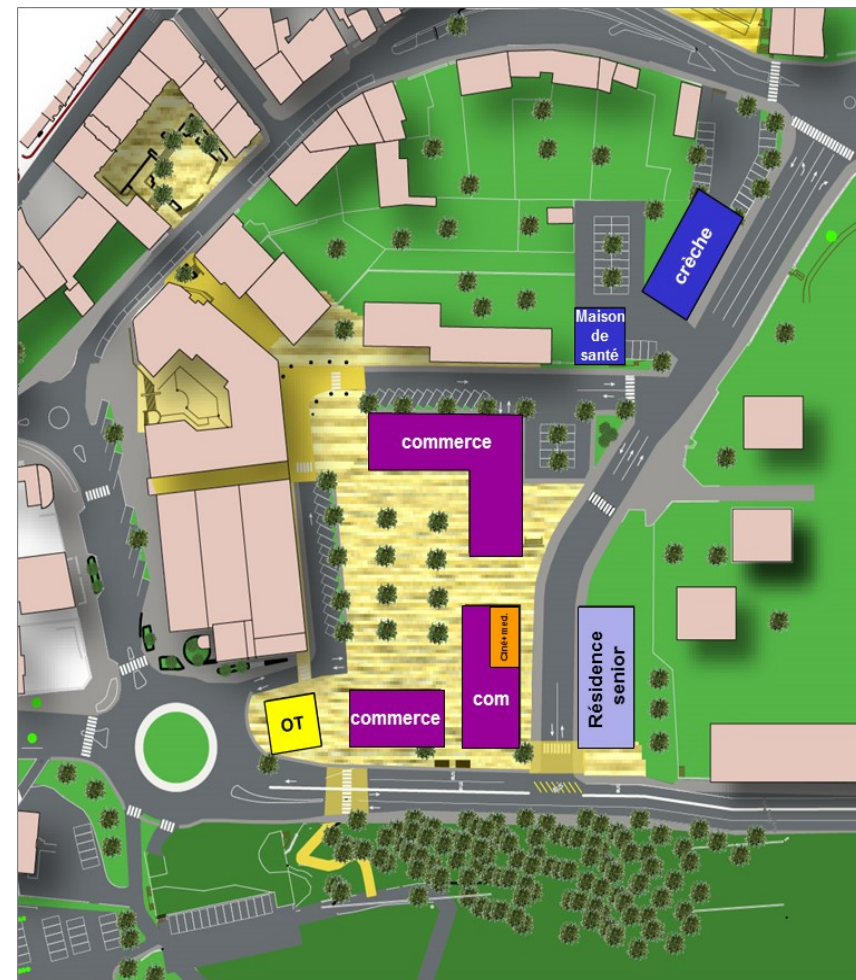 crèche
Maison
de
santé
commerce
Ciné+med.
Résidence
senior
com
commerce
OT